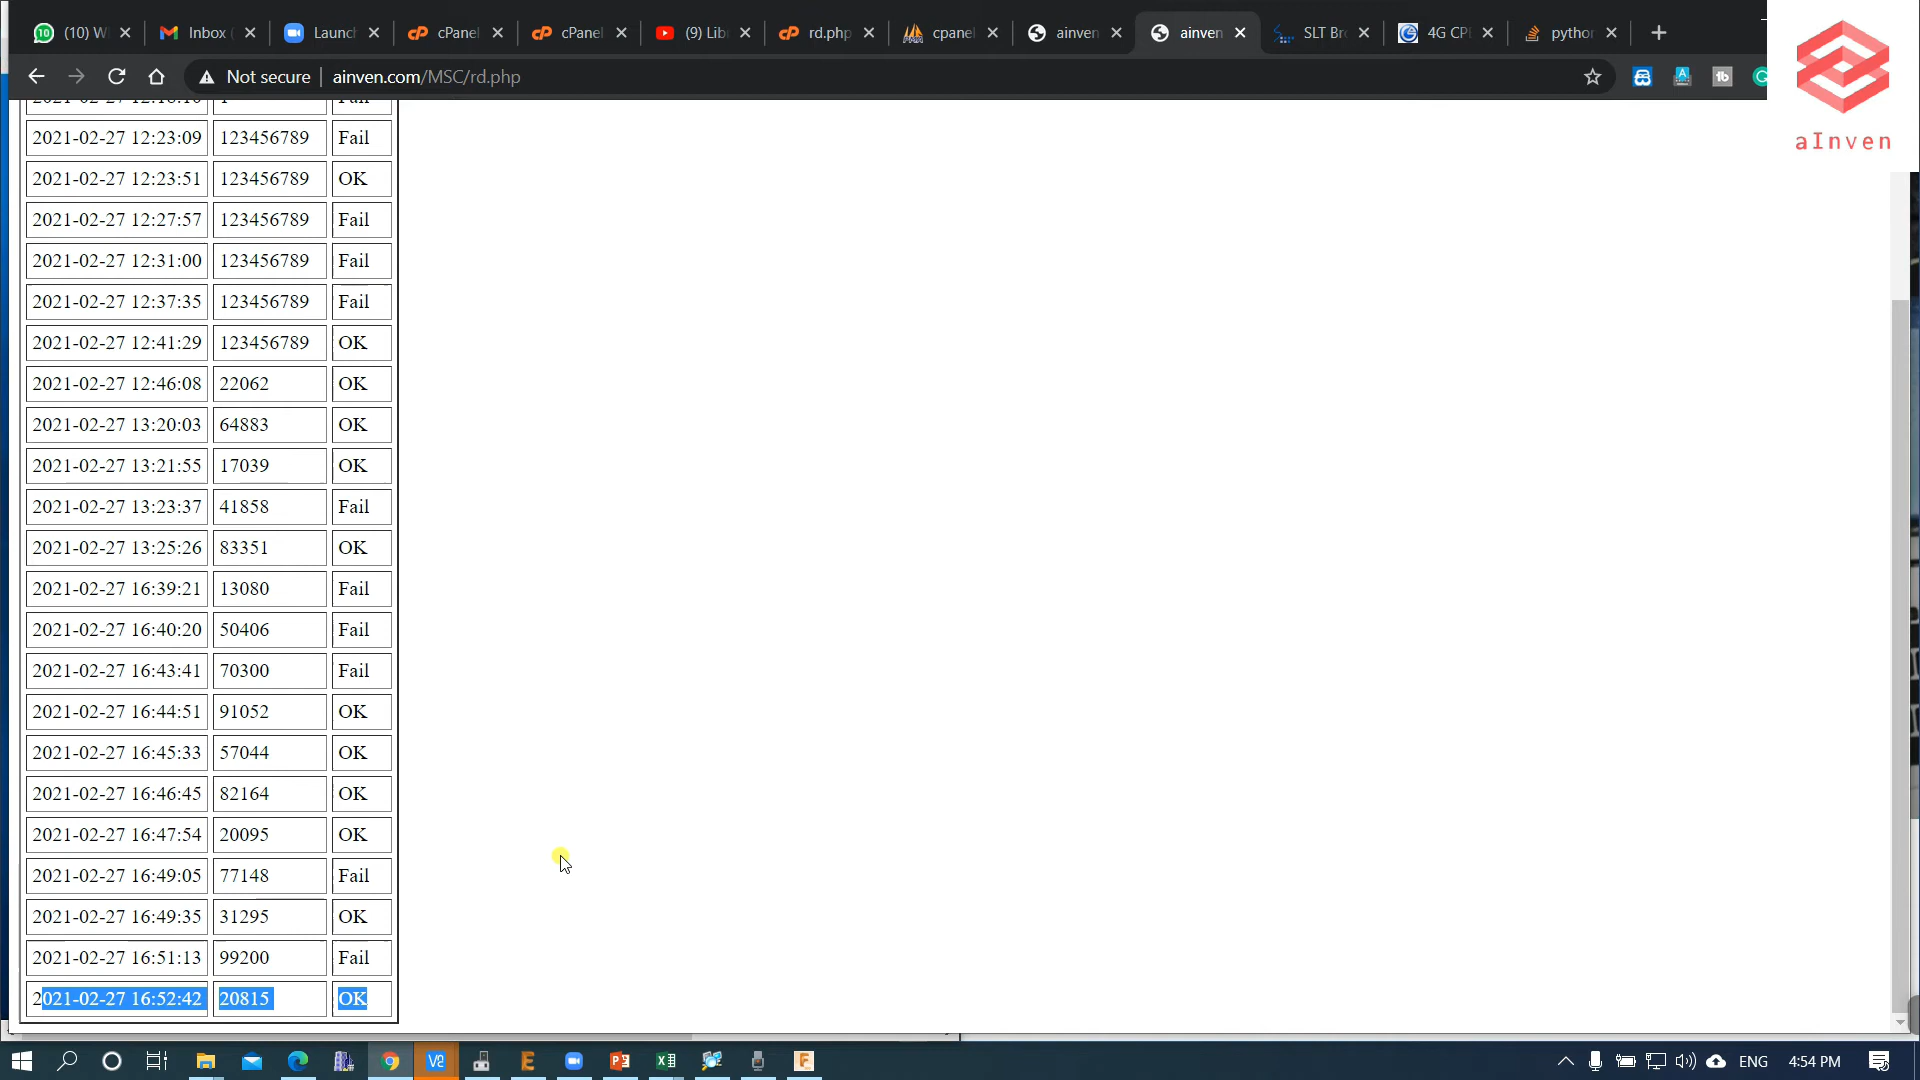 (10) W
Inbox (
Launc
cPanel
cPanel
(9) Lib
rd.php
cpanel
ainven
ainven
SLT Br
4G CPE
python
Not secure | ainven.com/MSC/rd.php
aInven
2021-02-27 12:23:09 123456789 Fail
2021-02-27 12:23:51 123456789 OK
2021-02-27 12:27:57 123456789 Fail
2021-02-27 12:31:00 123456789 Fail
2021-02-27 12:37:35 123456789 Fail
2021-02-27 12:41:29 123456789 OK
2021-02-27 12:46:08 22062 OK
2021-02-27 13:20:03 64883 OK
2021-02-27 13:21:55 17039 OK
2021-02-27 13:23:37 41858 Fail
2021-02-27 13:25:26 83351 OK
2021-02-27 16:39:21 13080 Fail
2021-02-27 16:40:20 50406 Fail
2021-02-27 16:43:41 70300 Fail
2021-02-27 16:44:51 91052 OK
2021-02-27 16:45:33 57044 OK
2021-02-27 16:46:45 82164 OK
2021-02-27 16:47:54 20095 OK
2021-02-27 16:49:05 77148 Fail
2021-02-27 16:49:35 31295 OK
2021-02-27 16:51:13 99200 Fail
2021-02-27 16:52:42 20815 OK
ENG 4:54 PM